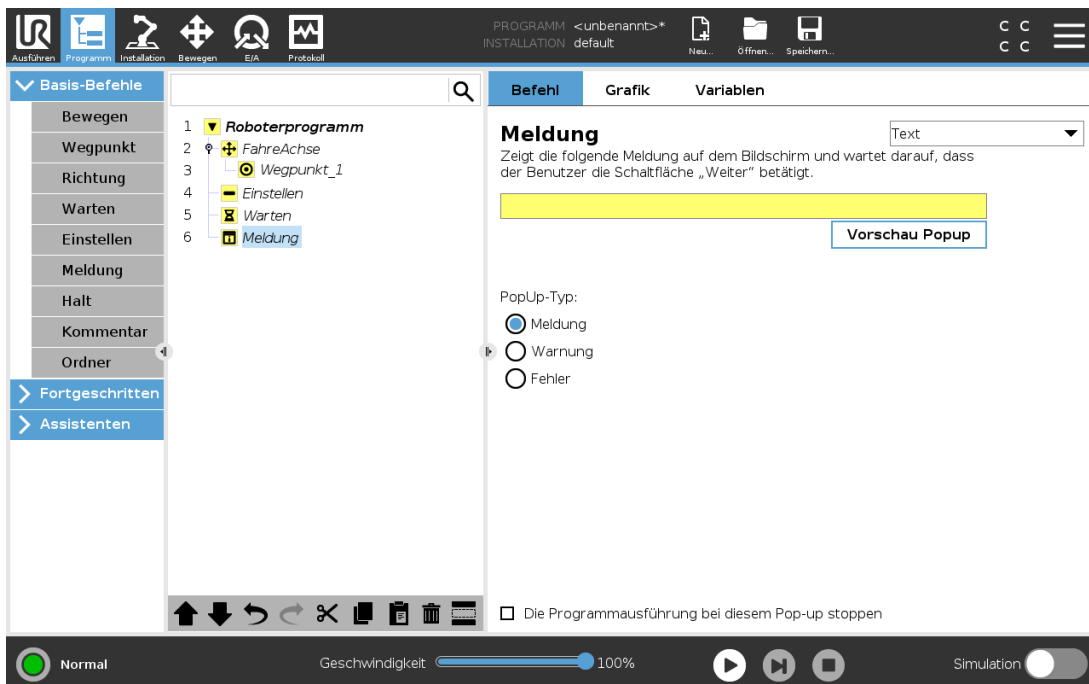 PROGRAMM <unbenannt>*
INSTALLATION default
UR
Ausführen Programm Installation Bewegen E/A Protokoll
Neu... Öffnen... Speichern...
C C
C C
Basis-Befehle
Bewegen
Wegpunkt
Richtung
Warten
Einstellen
Meldung
Halt
Kommentar
Ordner
Fortgeschritten
Assistenten
1 Roboterprogramm
2 FahreAchse
3 Wegpunkt_1
4 Einstellen
5 Warten
6 Meldung
Befehl Grafik Variablen
Meldung
Text
Zeigt die folgende Meldung auf dem Bildschirm und wartet darauf, dass
der Benutzer die Schaltfläche „Weiter“ betätigt.
Vorschau Popup
PopUp-Typ:
Meldung
Warnung
Fehler
Die Programmausführung bei diesem Pop-up stoppen
Normal
Geschwindigkeit 100%
Simulation